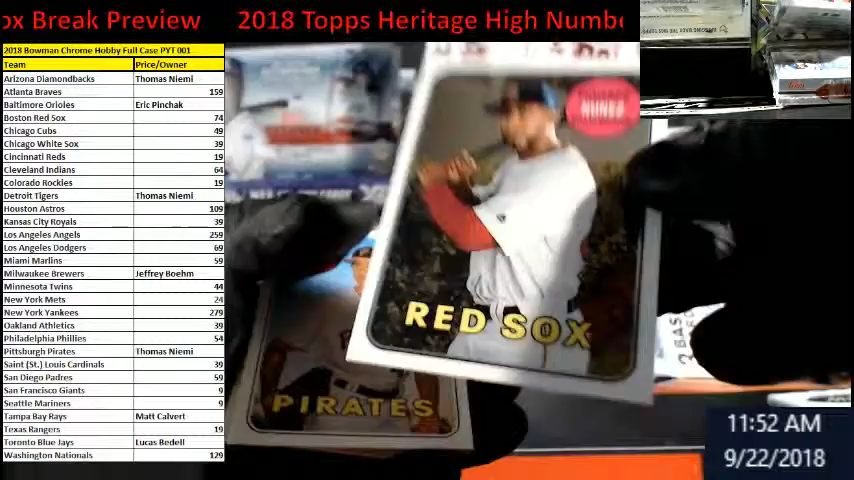 ox Break Preview
2018 Topps Heritage High Numbe
2018 Bowman Chrome Hobby Full Case PYT 001
Team Price/Owner
Arizona Diamondbacks Thomas Niemi
Atlanta Braves 159
Baltimore Orioles Eric Pinchak
Boston Red Sox 74
Chicago Cubs 49
Chicago White Sox 39
Cincinnati Reds 19
Cleveland Indians 64
Colorado Rockies 19
Detroit Tigers Thomas Niemi
Houston Astros 109
Kansas City Royals 39
Los Angeles Angels 259
Los Angeles Dodgers 69
Miami Marlins 59
Milwaukee Brewers Jeffrey Boehm
Minnesota Twins 44
New York Mets 24
New York Yankees 279
Oakland Athletics 39
Philadelphia Phillies 54
Pittsburgh Pirates Thomas Niemi
Saint (St.) Louis Cardinals 39
San Diego Padres 59
San Francisco Giants 9
Seattle Mariners 9
Tampa Bay Rays Matt Calvert
Texas Rangers 19
Toronto Blue Jays Lucas Bedell
Washington Nationals 129
NUNEZ
RED SOX
PIRATES
11:52 AM
9/22/2018